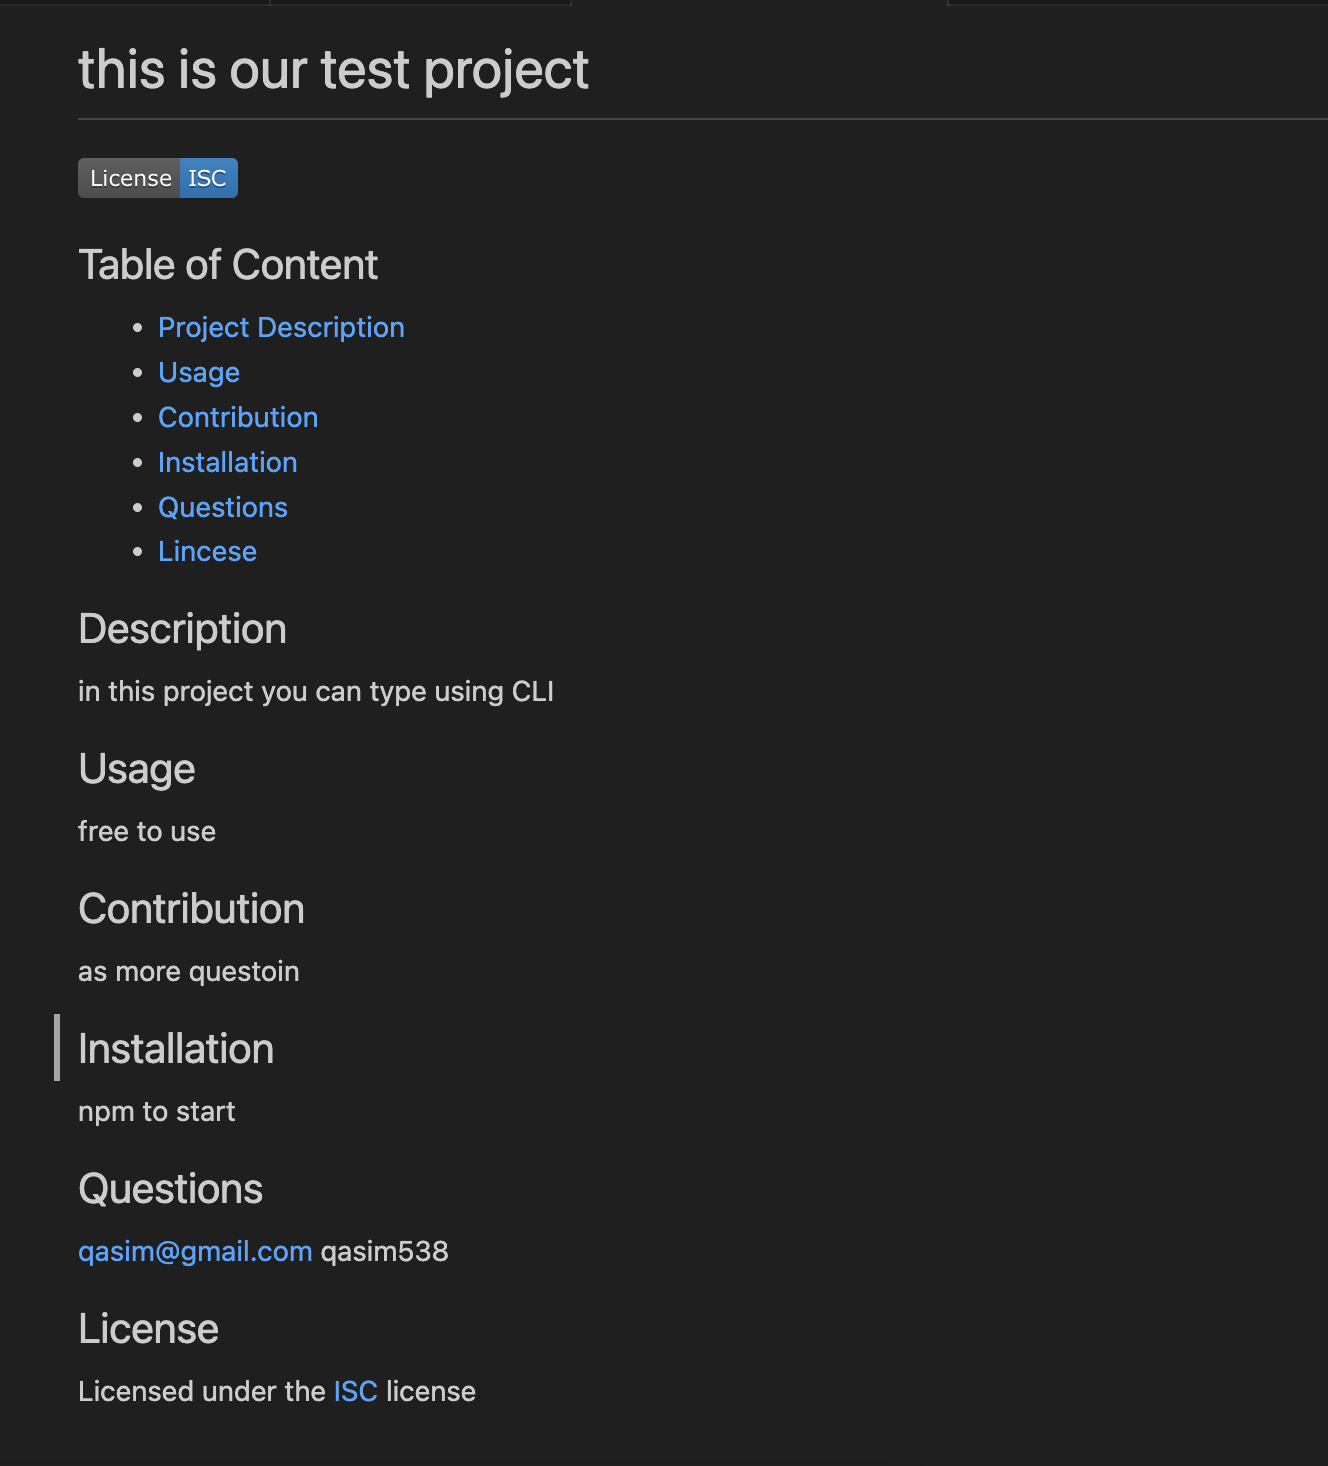 this is our test project
License ISC
Table of Content
Project Description
Usage
Contribution
Installation
Questions
Lincese
Description
in this project you can type using CLI
Usage
free to use
Contribution
as more questoin
Installation
npm to start
Questions
qasim@gmail.com qasim538
License
Licensed under the ISC license